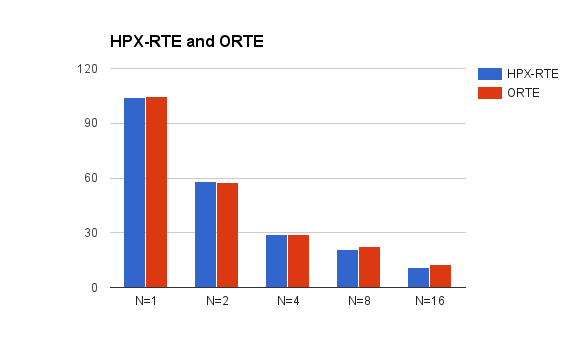 HPX-RTE and ORTE
HPX-RTE
ORTE
120
90
60
30
0
N=1 N=2 N=4 N=8 N=16